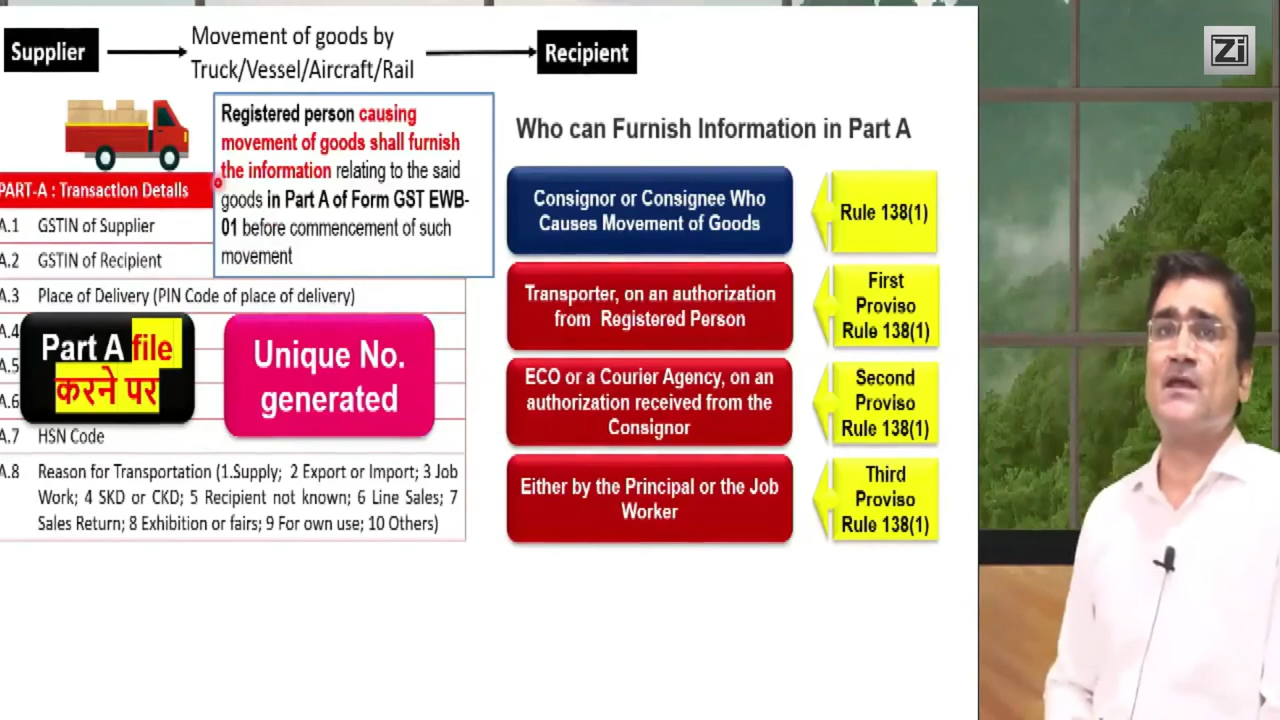 Supplier
Movement of goods by
Truck/Vessel/Aircraft/Rail
Recipient
Registered person causing
movement of goods shall furnish
the information relating to the said
goods in Part A of Form GST EWB-
01 before commencement of such
movement
PART-A : Transaction Details
A.1 GSTIN of Supplier
A.2 GSTIN of Recipient
A.3 Place of Delivery (PIN Code of place of delivery)
A.4
A.5
A.6
Part A file
करने पर
Unique No.
generated
A.7 HSN Code
A.8 Reason for Transportation (1.Supply; 2 Export or Import; 3 Job
Work; 4 SKD or CKD; 5 Recipient not known; 6 Line Sales; 7
Sales Return; 8 Exhibition or fairs; 9 For own use; 10 Others)
Who can Furnish Information in Part A
Consignor or Consignee Who
Causes Movement of Goods
Rule 138(1)
Transporter, on an authorization
from Registered Person
First
Proviso
Rule 138(1)
ECO or a Courier Agency, on an
authorization received from the
Consignor
Second
Proviso
Rule 138(1)
Either by the Principal or the Job
Worker
Third
Proviso
Rule 138(1)
Zi